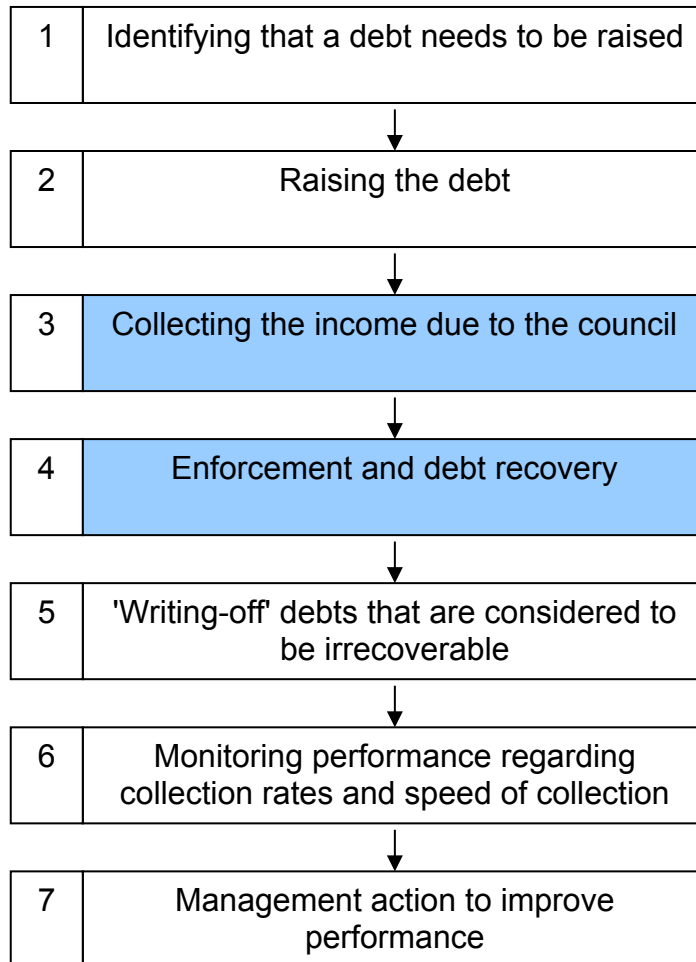 1 Identifying that a debt needs to be raised
2 Raising the debt
3 Collecting the income due to the council
4 Enforcement and debt recovery
5 'Writing-off' debts that are considered to
be irrecoverable
6 Monitoring performance regarding
collection rates and speed of collection
7 Management action to improve
performance